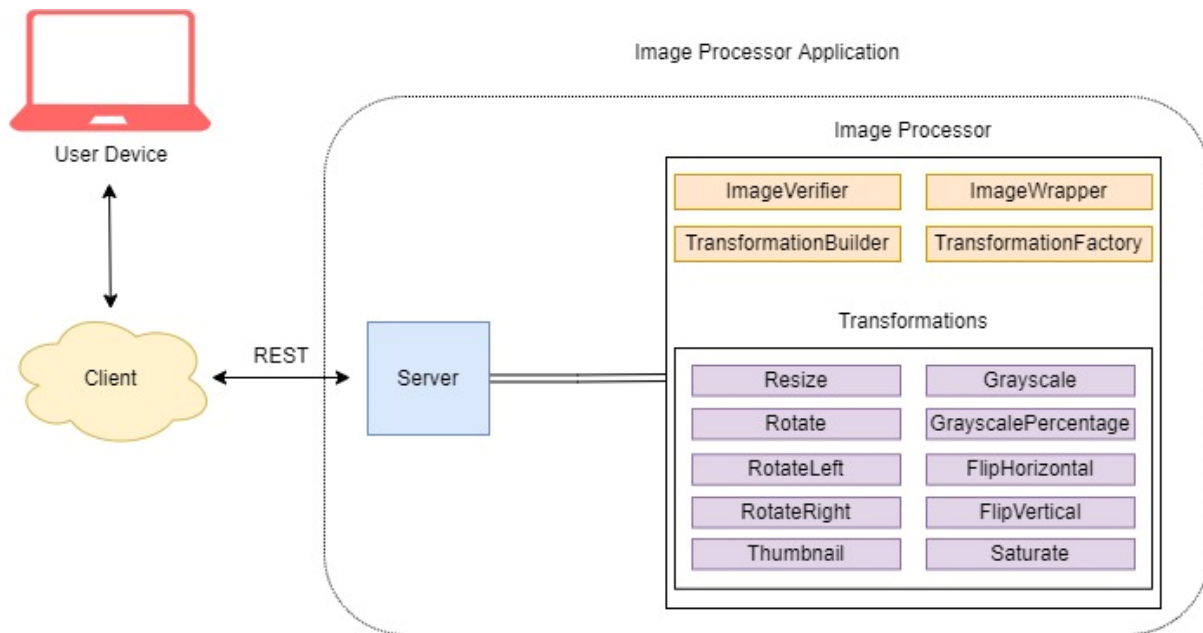 Image Processor Application
User Device
Image Processor
ImageVerifier
ImageWrapper
TransformationBuilder
TransformationFactory
Client
REST
Server
Transformations
Resize
Grayscale
Rotate
GrayscalePercentage
RotateLeft
FlipHorizontal
RotateRight
FlipVertical
Thumbnail
Saturate